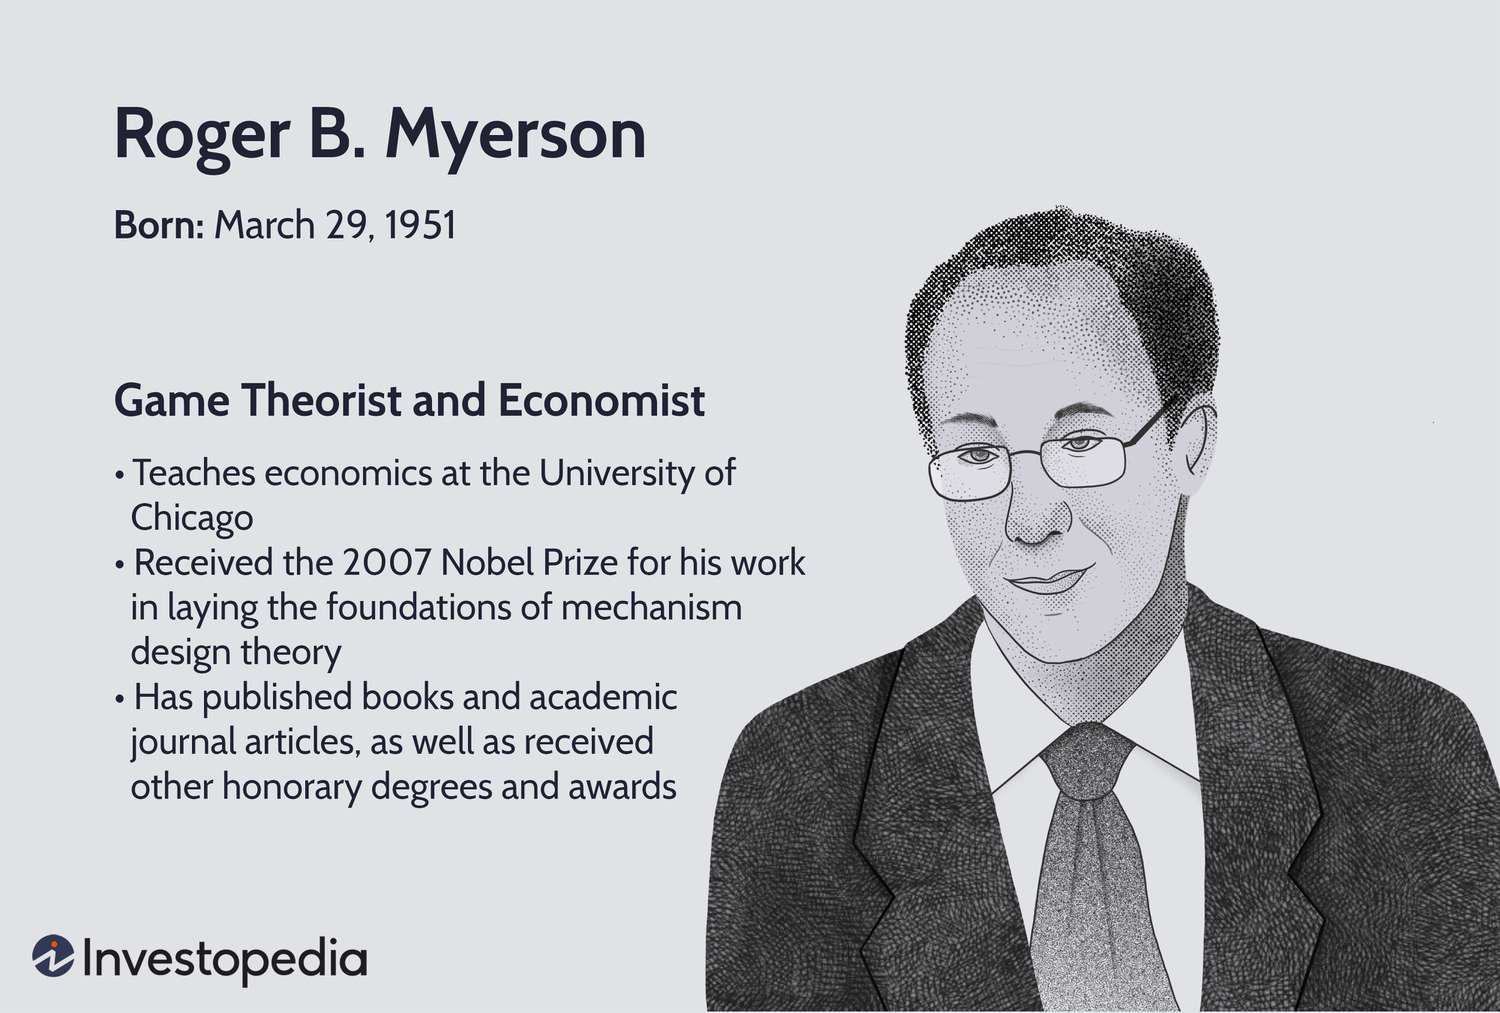 Roger B. Myerson
Born: March 29, 1951
Game Theorist and Economist
• Teaches economics at the University of
Chicago
• Received the 2007 Nobel Prize for his work
in laying the foundations of mechanism
design theory
• Has published books and academic
journal articles, as well as received
other honorary degrees and awards
Investopedia